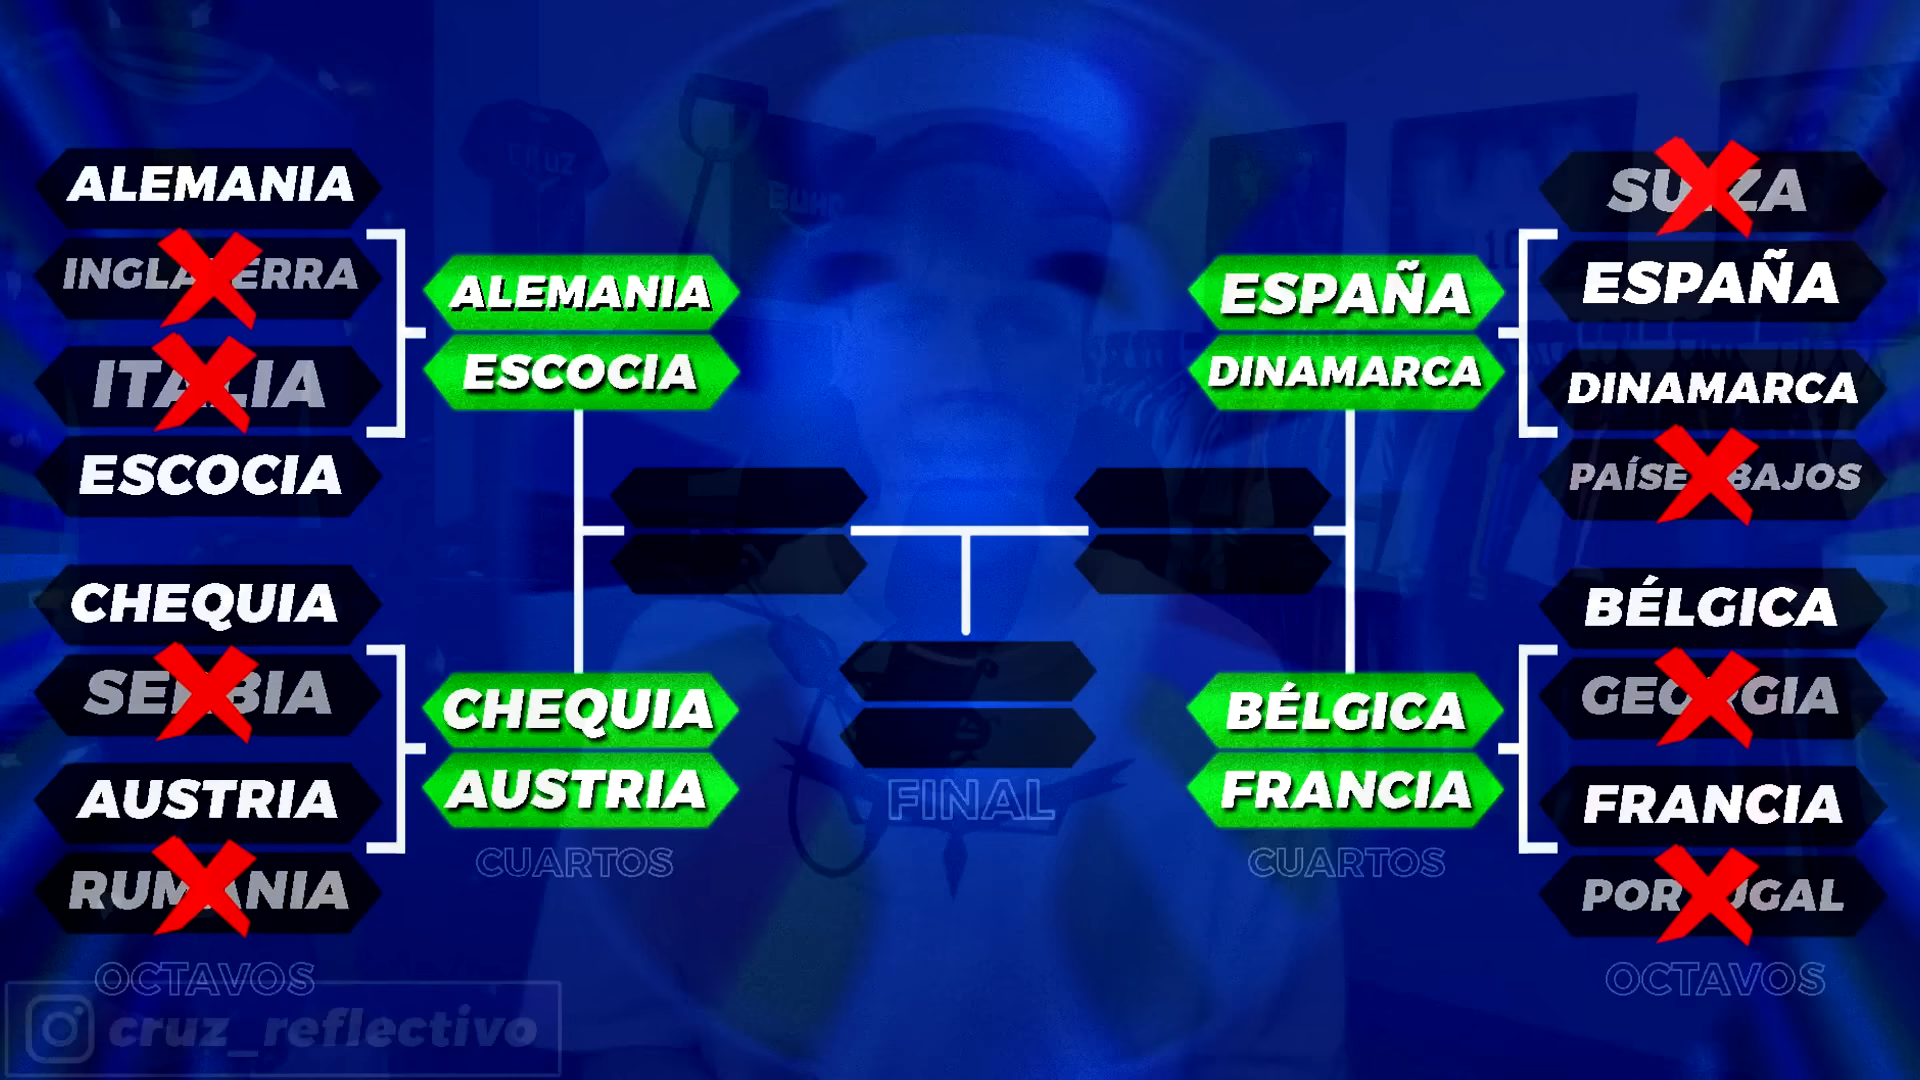 ALEMANIA
INGLATERRA
ITALIA
ESCOCIA
CHEQUIA
SERBIA
AUSTRIA
RUMANIA
OCTAVOS
ALEMANIA
ESCOCIA
CHEQUIA
AUSTRIA
CUARTOS
FINAL
ESPAÑA
DINAMARCA
BÉLGICA
FRANCIA
CUARTOS
SUIZA
ESPAÑA
DINAMARCA
PAÍSES BAJOS
BÉLGICA
GEORGIA
FRANCIA
PORTUGAL
OCTAVOS
cruz_reflectivo
CRUZ